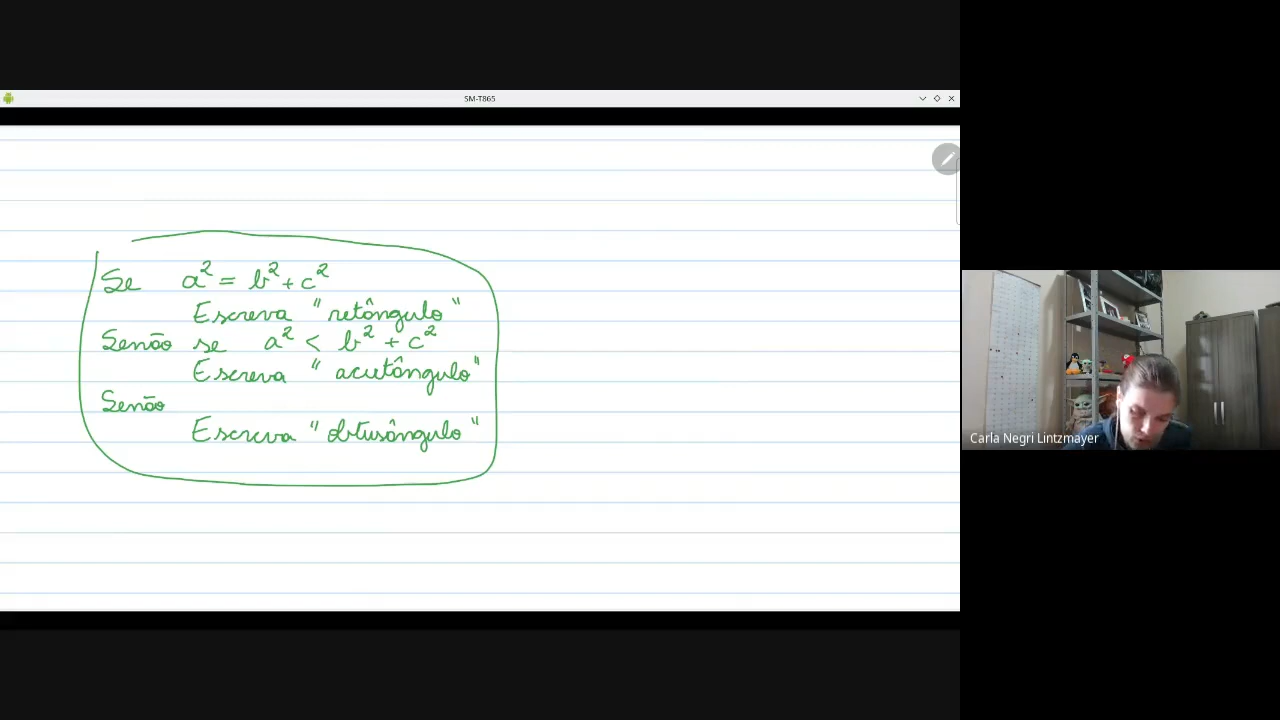 SM-T865
Se a² = b² + c²
Escreva "retângulo"
Senão se a² < b² + c²
Escreva "acutângulo"
Senão
Escreva "obtusângulo"
Carla Negri Lintzmayer